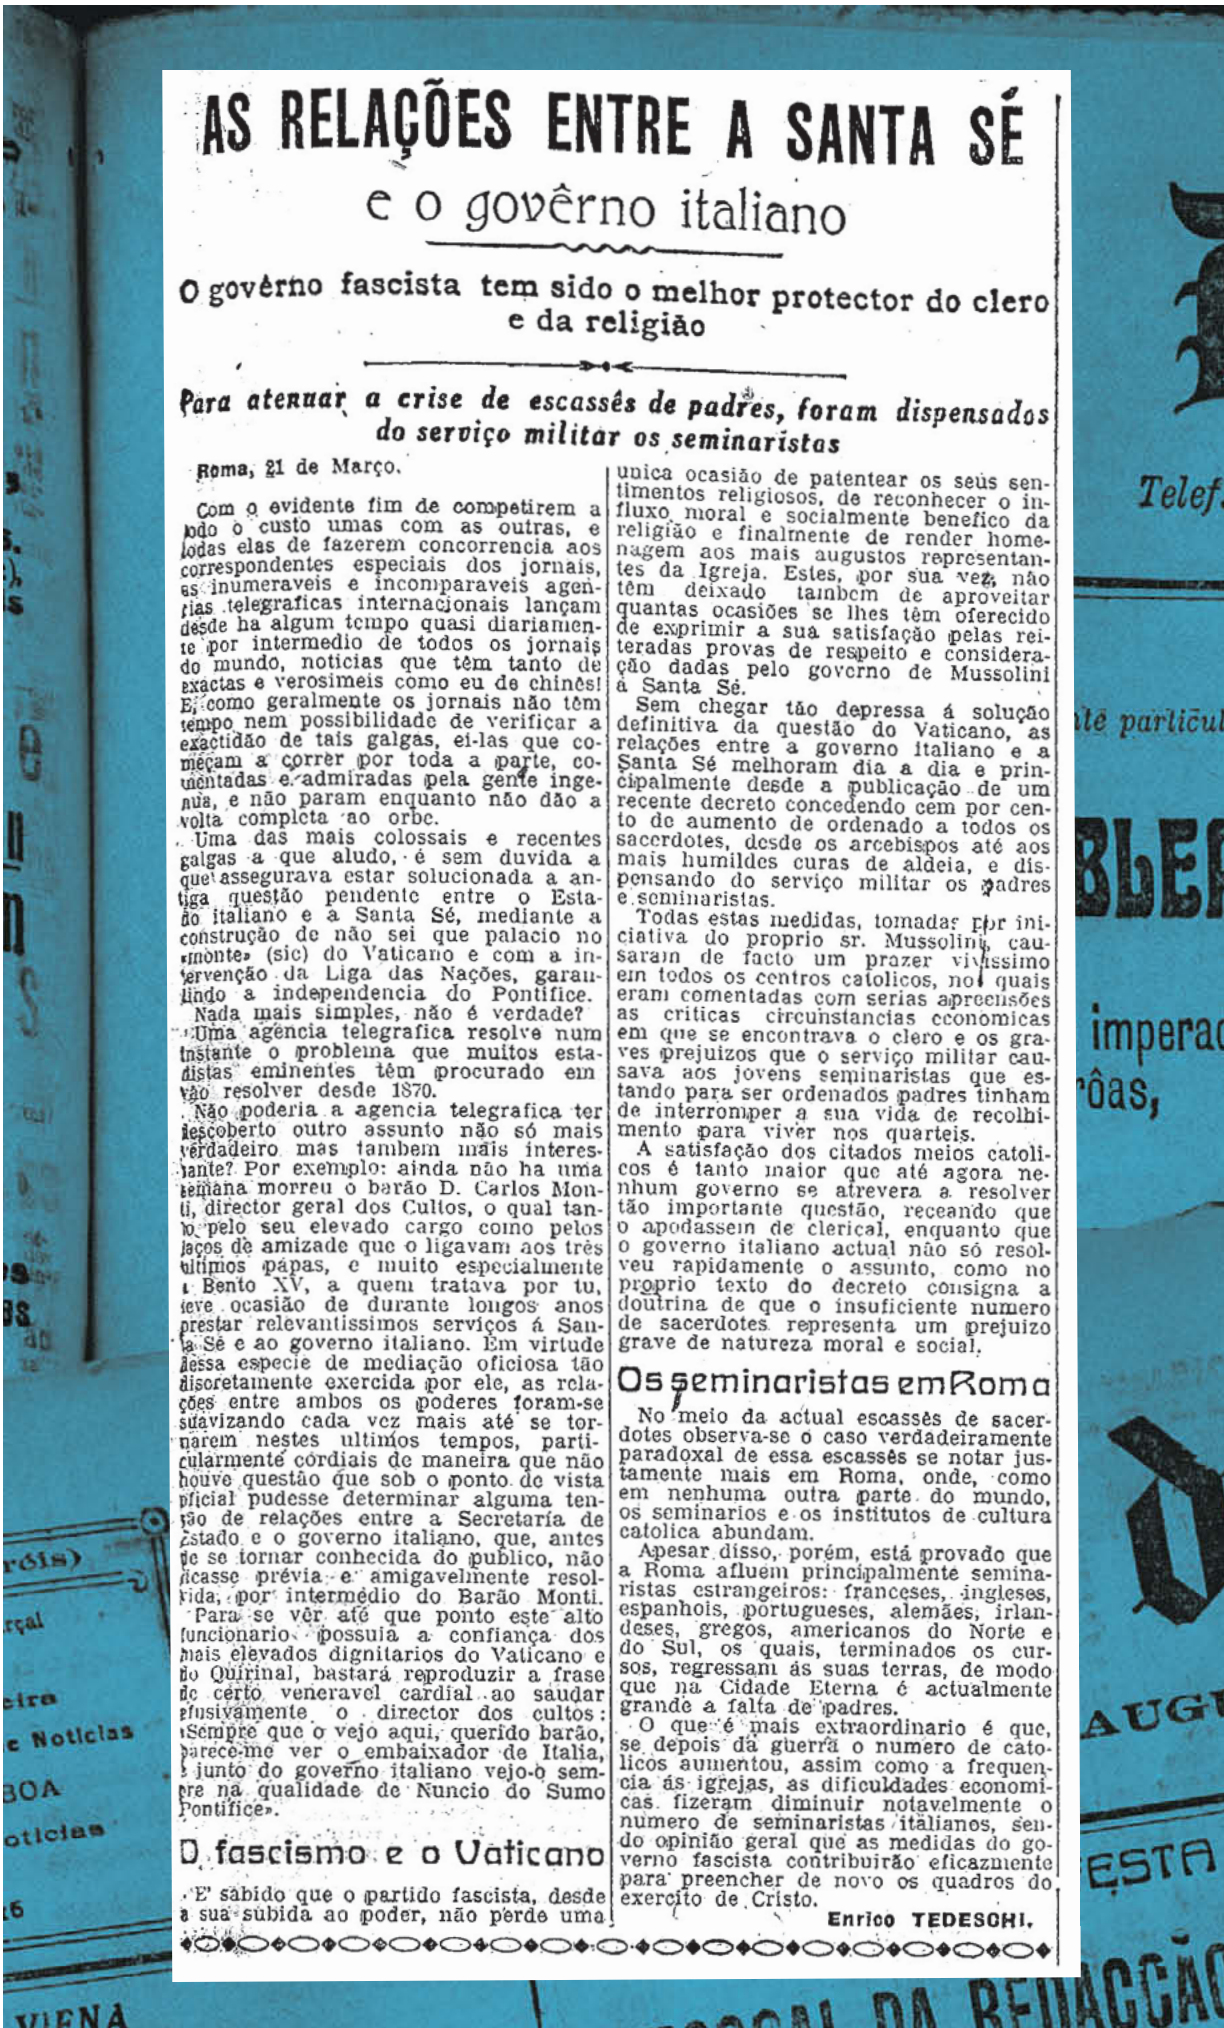 AS RELAÇÕES ENTRE A SANTA SÉ
e o govêrno italiano
O govêrno fascista tem sido o melhor protector do clero
e da religião
Para atenuar a crise de escassês de padres, foram dispensados
do serviço militar os seminaristas
Roma, 21 de Março.
Com o evidente fim de competirem a
todo o custo umas com as outras, e
todas elas de fazerem concorrencia aos
correspondentes especiais dos jornais,
as inumeraveis e incomparaveis agen-
cias telegraficas internacionais lançam
desde ha algum tempo quasi diariamen-
te por intermedio de todos os jornais
do mundo, noticias que têm tanto de
exactas e verosimeis como eu de chinês!
E, como geralmente os jornais não têm
tempo nem possibilidade de verificar a
exactidão de tais galgas, ei-las que co-
meçam a correr por toda a parte, co-
mentadas e admiradas pela gente inge-
nua, e não param enquanto não dão a
volta completa ao orbe.
Uma das mais colossais e recentes
galgas a que aludo, é sem duvida a
que assegurava estar solucionada a an-
tiga questão pendente entre o Esta-
do italiano e a Santa Sé, mediante a
construção de não sei que palacio no
«monte» (sic) do Vaticano e com a in-
tervenção da Liga das Nações, garan-
tindo a independencia do Pontifice.
Nada mais simples, não é verdade?
Uma agencia telegrafica resolve num
instante o problema que muitos esta-
distas eminentes têm procurado em
vão resolver desde 1870.
Não poderia a agencia telegrafica ter
descoberto outro assunto não só mais
verdadeiro mas tambem mais interes-
sante? Por exemplo: ainda não ha uma
semana morreu o barão D. Carlos Mon-
ti, director geral dos Cultos, o qual tan-
to pelo seu elevado cargo como pelos
laços de amizade que o ligavam aos três
ultimos papas, e muito especialmente
a Bento XV, a quem tratava por tu,
teve ocasião de durante longos anos
prestar relevantissimos serviços á San-
ta Sé e ao governo italiano. Em virtude
dessa especie de mediação oficiosa tão
discretamente exercida por ele, as rela-
ções entre ambos os poderes foram-se
suavizando cada vez mais até se tor-
narem nestes ultimos tempos, parti-
cularmente cordiais de maneira que não
houve questão que sob o ponto de vista
oficial pudesse determinar alguma ten-
são de relações entre a Secretaria de
Estado e o governo italiano, que, antes
de se tornar conhecida do publico, não
ficasse prévia e amigavelmente resol-
vida, por intermédio do Barão Monti.
Para se vêr até que ponto este alto
funcionario possuia a confiança dos
mais elevados dignitarios do Vaticano e
do Quirinal, bastará reproduzir a frase
de certo veneravel cardial ao saudar
efusivamente o director dos cultos:
«Sempre que o vejo aqui, querido barão,
parece-me ver o embaixador de Italia,
e junto do governo italiano vejo-o sem-
pre na qualidade de Nuncio do Sumo
Pontifice».
O fascismo e o Vaticano
E' sabido que o partido fascista, desde
a sua subida ao poder, não perde uma
unica ocasião de patentear os seus sen-
timentos religiosos, de reconhecer o in-
fluxo moral e socialmente benefico da
religião e finalmente de render home-
nagem aos mais augustos representan-
tes da Igreja. Estes, por sua vez, não
têm deixado tambem de aproveitar
quantas ocasiões se lhes têm oferecido
de exprimir a sua satisfação pelas rei-
teradas provas de respeito e considera-
ção dadas pelo governo de Mussolini
á Santa Sé.
Sem chegar tão depressa á solução
definitiva da questão do Vaticano, as
relações entre a governo italiano e a
Santa Sé melhoram dia a dia e prin-
cipalmente desde a publicação de um
recente decreto concedendo cem por cen-
to de aumento de ordenado a todos os
sacerdotes, desde os arcebispos até aos
mais humildes curas de aldeia, e dis-
pensando do serviço militar os padres
e seminaristas.
Todas estas medidas, tomadas por ini-
ciativa do proprio sr. Mussolini, cau-
saram de facto um prazer vivissimo
em todos os centros catolicos, nos quais
eram comentadas com serias apreensões
as criticas circunstancias economicas
em que se encontrava o clero e os gra-
ves prejuizos que o serviço militar cau-
sava aos jovens seminaristas que es-
tando para ser ordenados padres tinham
de interromper a sua vida de recolhi-
mento para viver nos quarteis.
A satisfação dos citados meios catoli-
cos é tanto maior que até agora ne-
nhum governo se atrevera a resolver
tão importante questão, receando que
o apodassem de clerical, enquanto que
o governo italiano actual não só resol-
veu rapidamente o assunto, como no
proprio texto do decreto consigna a
doutrina de que o insuficiente numero
de sacerdotes representa um prejuizo
grave de natureza moral e social.
Os seminaristas em Roma
No meio da actual escassês de sacer-
dotes observa-se o caso verdadeiramente
paradoxal de essa escassês se notar jus-
tamente mais em Roma, onde, como
em nenhuma outra parte do mundo,
os seminarios e os institutos de cultura
catolica abundam.
Apesar disso, porém, está provado que
a Roma afluem principalmente semina-
ristas estrangeiros: franceses, ingleses,
espanhois, portugueses, alemães, irlan-
deses, gregos, americanos do Norte e
do Sul, os quais, terminados os cur-
sos, regressam ás suas terras, de modo
que na Cidade Eterna é actualmente
grande a falta de padres.
O que é mais extraordinario é que,
se depois da guerra o numero de cato-
licos aumentou, assim como a frequen-
cia ás igrejas, as dificuldades economi-
cas fizeram diminuir notavelmente o
numero de seminaristas italianos, sen-
do opinião geral que as medidas do go-
verno fascista contribuirão eficazmente
para preencher de novo os quadros do
exercito de Cristo.
Enrico TEDESCHI.
Telef.
particul
BLE
impera
rôas,
AUGU
FESTA
DA REDACÇÃO
róis)
rçal
eira
e Noticias
BOA
oticias
VIENA